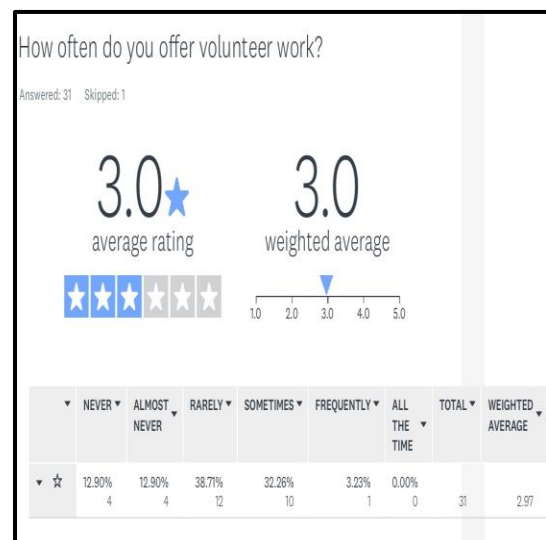 How often do you offer volunteer work?
Answered: 31 Skipped: 1
3.0 3.0
average rating weighted average
1.0 2.0 3.0 4.0 5.0
NEVER ALMOST NEVER RARELY SOMETIMES FREQUENTLY ALL THE TIME TOTAL WEIGHTED AVERAGE
12.90% 12.90% 38.71% 32.26% 3.23% 0.00%
4 4 12 10 1 0 31 2.97